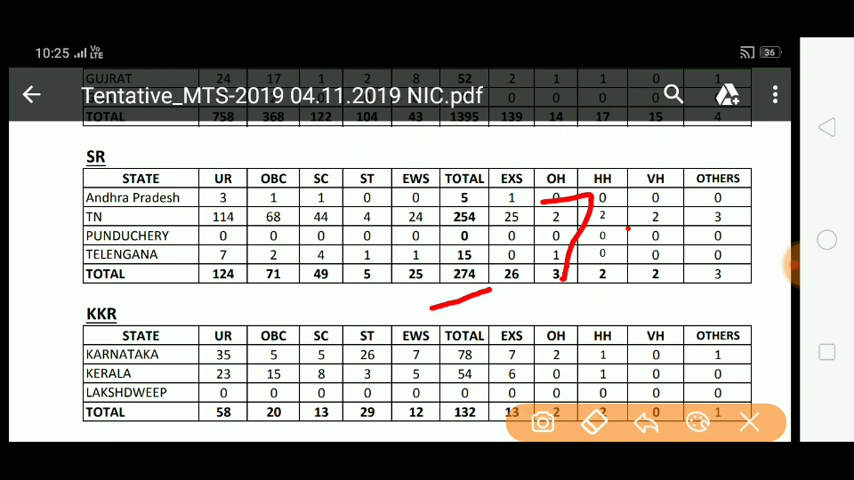 10:25 Vo LTE 36
GUJRAT 24 17 1 2 8 52 2 1 1 0 1
Tentative_MTS-2019 04.11.2019 NIC.pdf
TOTAL 758 368 122 104 43 1395 139 14 17 15 4
SR
STATE UR OBC SC ST EWS TOTAL EXS OH HH VH OTHERS
Andhra Pradesh 3 1 1 0 0 5 1 0 0 0 0
TN 114 68 44 4 24 254 25 2 2 2 3
PUNDUCHERY 0 0 0 0 0 0 0 0 0 0 0
TELENGANA 7 2 4 1 1 15 0 1 0 0 0
TOTAL 124 71 49 5 25 274 26 3 2 2 3
KKR
STATE UR OBC SC ST EWS TOTAL EXS OH HH VH OTHERS
KARNATAKA 35 5 5 26 7 78 7 2 1 0 1
KERALA 23 15 8 3 5 54 6 0 1 0 0
LAKSHDWEEP 0 0 0 0 0 0 0 0 0 0 0
TOTAL 58 20 13 29 12 132 13 2 2 0 1